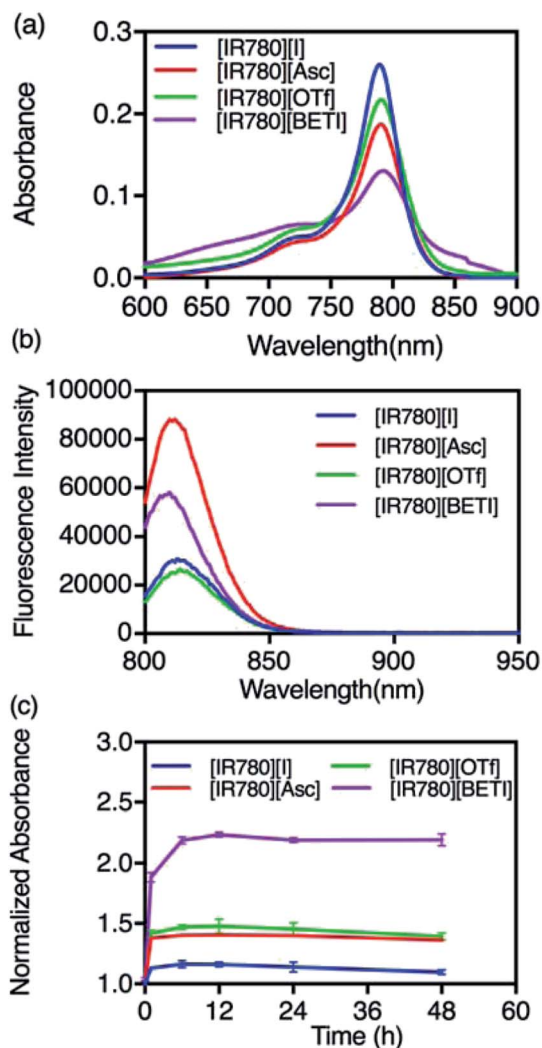 (a)
0.3
0.2
0.1
0.0
Absorbance
[IR780][I]
[IR780][Asc]
[IR780][OTf]
[IR780][BETI]
600 650 700 750 800 850 900
Wavelength(nm)
(b)
100000
80000
60000
40000
20000
0
Fluorescence Intensity
[IR780][I]
[IR780][Asc]
[IR780][OTf]
[IR780][BETI]
800 850 900 950
Wavelength(nm)
(c)
3.0
2.5
2.0
1.5
1.0
Normalized Absorbance
[IR780][I] [IR780][OTf]
[IR780][Asc] [IR780][BETI]
0 12 24 36 48 60
Time (h)